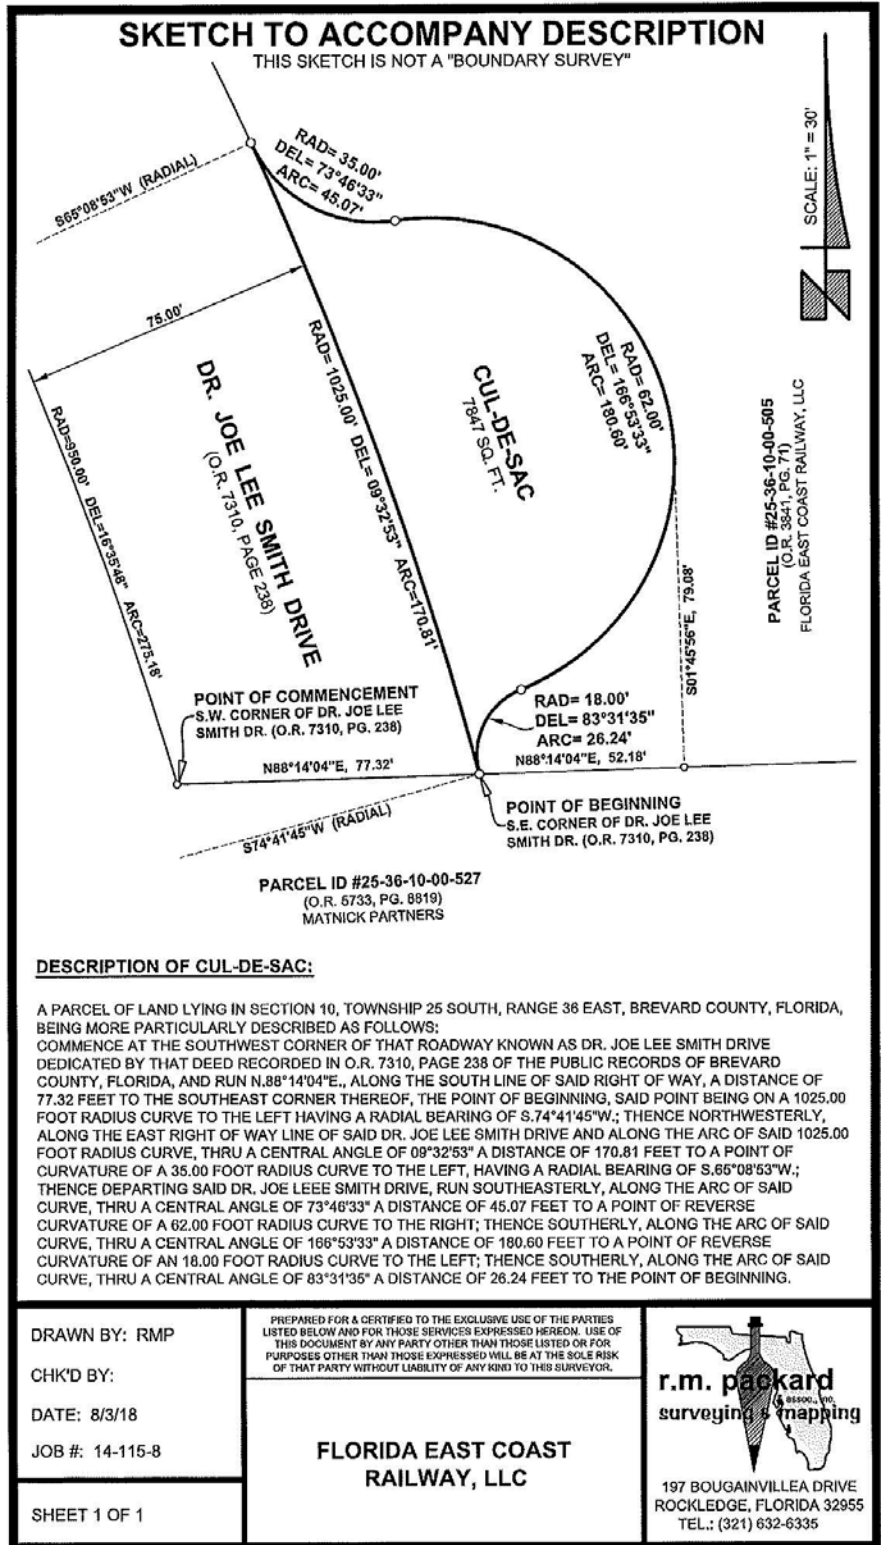 SKETCH TO ACCOMPANY DESCRIPTION
THIS SKETCH IS NOT A "BOUNDARY SURVEY"
SCALE: 1" = 30'
RAD= 35.00'
DEL= 73°46'33"
ARC= 45.07'
S65°08'53"W (RADIAL)
75.00'
RAD= 1025.00' DEL= 09°32'53" ARC=170.81'
DR. JOE LEE SMITH DRIVE
(O.R. 7310, PAGE 238)
RAD=950.00' DEL=16°35'48" ARC=275.18'
CUL-DE-SAC
7847 SQ. FT.
RAD= 62.00'
DEL= 166°53'33"
ARC= 180.60'
PARCEL ID #25-36-10-00-505
(O.R. 3841, PG. 71)
FLORIDA EAST COAST RAILWAY, LLC
S01°45'56"E, 79.08'
POINT OF COMMENCEMENT
S.W. CORNER OF DR. JOE LEE
SMITH DR. (O.R. 7310, PG. 238)
RAD= 18.00'
DEL= 83°31'35"
ARC= 26.24'
N88°14'04"E, 77.32'
N88°14'04"E, 52.18'
POINT OF BEGINNING
S.E. CORNER OF DR. JOE LEE
SMITH DR. (O.R. 7310, PG. 238)
S74°41'45"W (RADIAL)
PARCEL ID #25-36-10-00-527
(O.R. 5733, PG. 8819)
MATNICK PARTNERS
DESCRIPTION OF CUL-DE-SAC:
A PARCEL OF LAND LYING IN SECTION 10, TOWNSHIP 25 SOUTH, RANGE 36 EAST, BREVARD COUNTY, FLORIDA,
BEING MORE PARTICULARLY DESCRIBED AS FOLLOWS:
COMMENCE AT THE SOUTHWEST CORNER OF THAT ROADWAY KNOWN AS DR. JOE LEE SMITH DRIVE
DEDICATED BY THAT DEED RECORDED IN O.R. 7310, PAGE 238 OF THE PUBLIC RECORDS OF BREVARD
COUNTY, FLORIDA, AND RUN N.88°14'04"E., ALONG THE SOUTH LINE OF SAID RIGHT OF WAY, A DISTANCE OF
77.32 FEET TO THE SOUTHEAST CORNER THEREOF, THE POINT OF BEGINNING, SAID POINT BEING ON A 1025.00
FOOT RADIUS CURVE TO THE LEFT HAVING A RADIAL BEARING OF S.74°41'45"W.; THENCE NORTHWESTERLY,
ALONG THE EAST RIGHT OF WAY LINE OF SAID DR. JOE LEE SMITH DRIVE AND ALONG THE ARC OF SAID 1025.00
FOOT RADIUS CURVE, THRU A CENTRAL ANGLE OF 09°32'53" A DISTANCE OF 170.81 FEET TO A POINT OF
CURVATURE OF A 35.00 FOOT RADIUS CURVE TO THE LEFT, HAVING A RADIAL BEARING OF S.65°08'53"W.;
THENCE DEPARTING SAID DR. JOE LEEE SMITH DRIVE, RUN SOUTHEASTERLY, ALONG THE ARC OF SAID
CURVE, THRU A CENTRAL ANGLE OF 73°46'33" A DISTANCE OF 45.07 FEET TO A POINT OF REVERSE
CURVATURE OF A 62.00 FOOT RADIUS CURVE TO THE RIGHT; THENCE SOUTHERLY, ALONG THE ARC OF SAID
CURVE, THRU A CENTRAL ANGLE OF 166°53'33" A DISTANCE OF 180.60 FEET TO A POINT OF REVERSE
CURVATURE OF AN 18.00 FOOT RADIUS CURVE TO THE LEFT; THENCE SOUTHERLY, ALONG THE ARC OF SAID
CURVE, THRU A CENTRAL ANGLE OF 83°31'35" A DISTANCE OF 26.24 FEET TO THE POINT OF BEGINNING.
DRAWN BY: RMP
CHK'D BY:
DATE: 8/3/18
JOB #: 14-115-8
SHEET 1 OF 1
PREPARED FOR & CERTIFIED TO THE EXCLUSIVE USE OF THE PARTIES
LISTED BELOW AND FOR THOSE SERVICES EXPRESSED HEREON. USE OF
THIS DOCUMENT BY ANY PARTY OTHER THAN THOSE LISTED OR FOR
PURPOSES OTHER THAN THOSE EXPRESSED WILL BE AT THE SOLE RISK
OF THAT PARTY WITHOUT LIABILITY OF ANY KIND TO THIS SURVEYOR.
FLORIDA EAST COAST
RAILWAY, LLC
r.m. packard
& assoc., inc.
surveying & mapping
197 BOUGAINVILLEA DRIVE
ROCKLEDGE, FLORIDA 32955
TEL.: (321) 632-6335